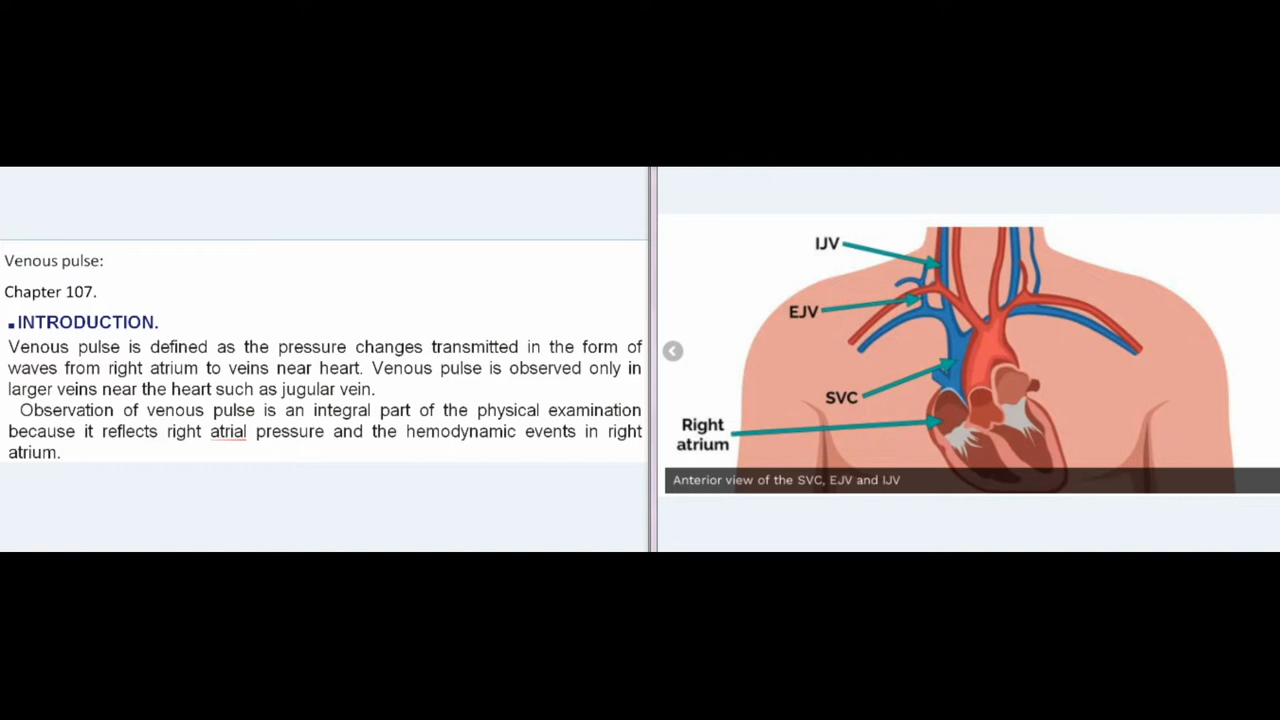 Venous pulse:
Chapter 107.
INTRODUCTION.
Venous pulse is defined as the pressure changes transmitted in the form of
waves from right atrium to veins near heart. Venous pulse is observed only in
larger veins near the heart such as jugular vein.
Observation of venous pulse is an integral part of the physical examination
because it reflects right atrial pressure and the hemodynamic events in right
atrium.
IJV
EJV
SVC
Right
atrium
Anterior view of the SVC, EJV and IJV